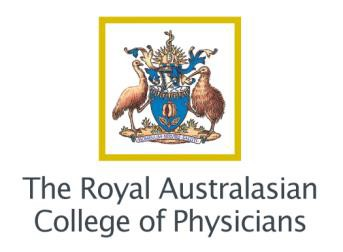 The Royal Australasian
College of Physicians